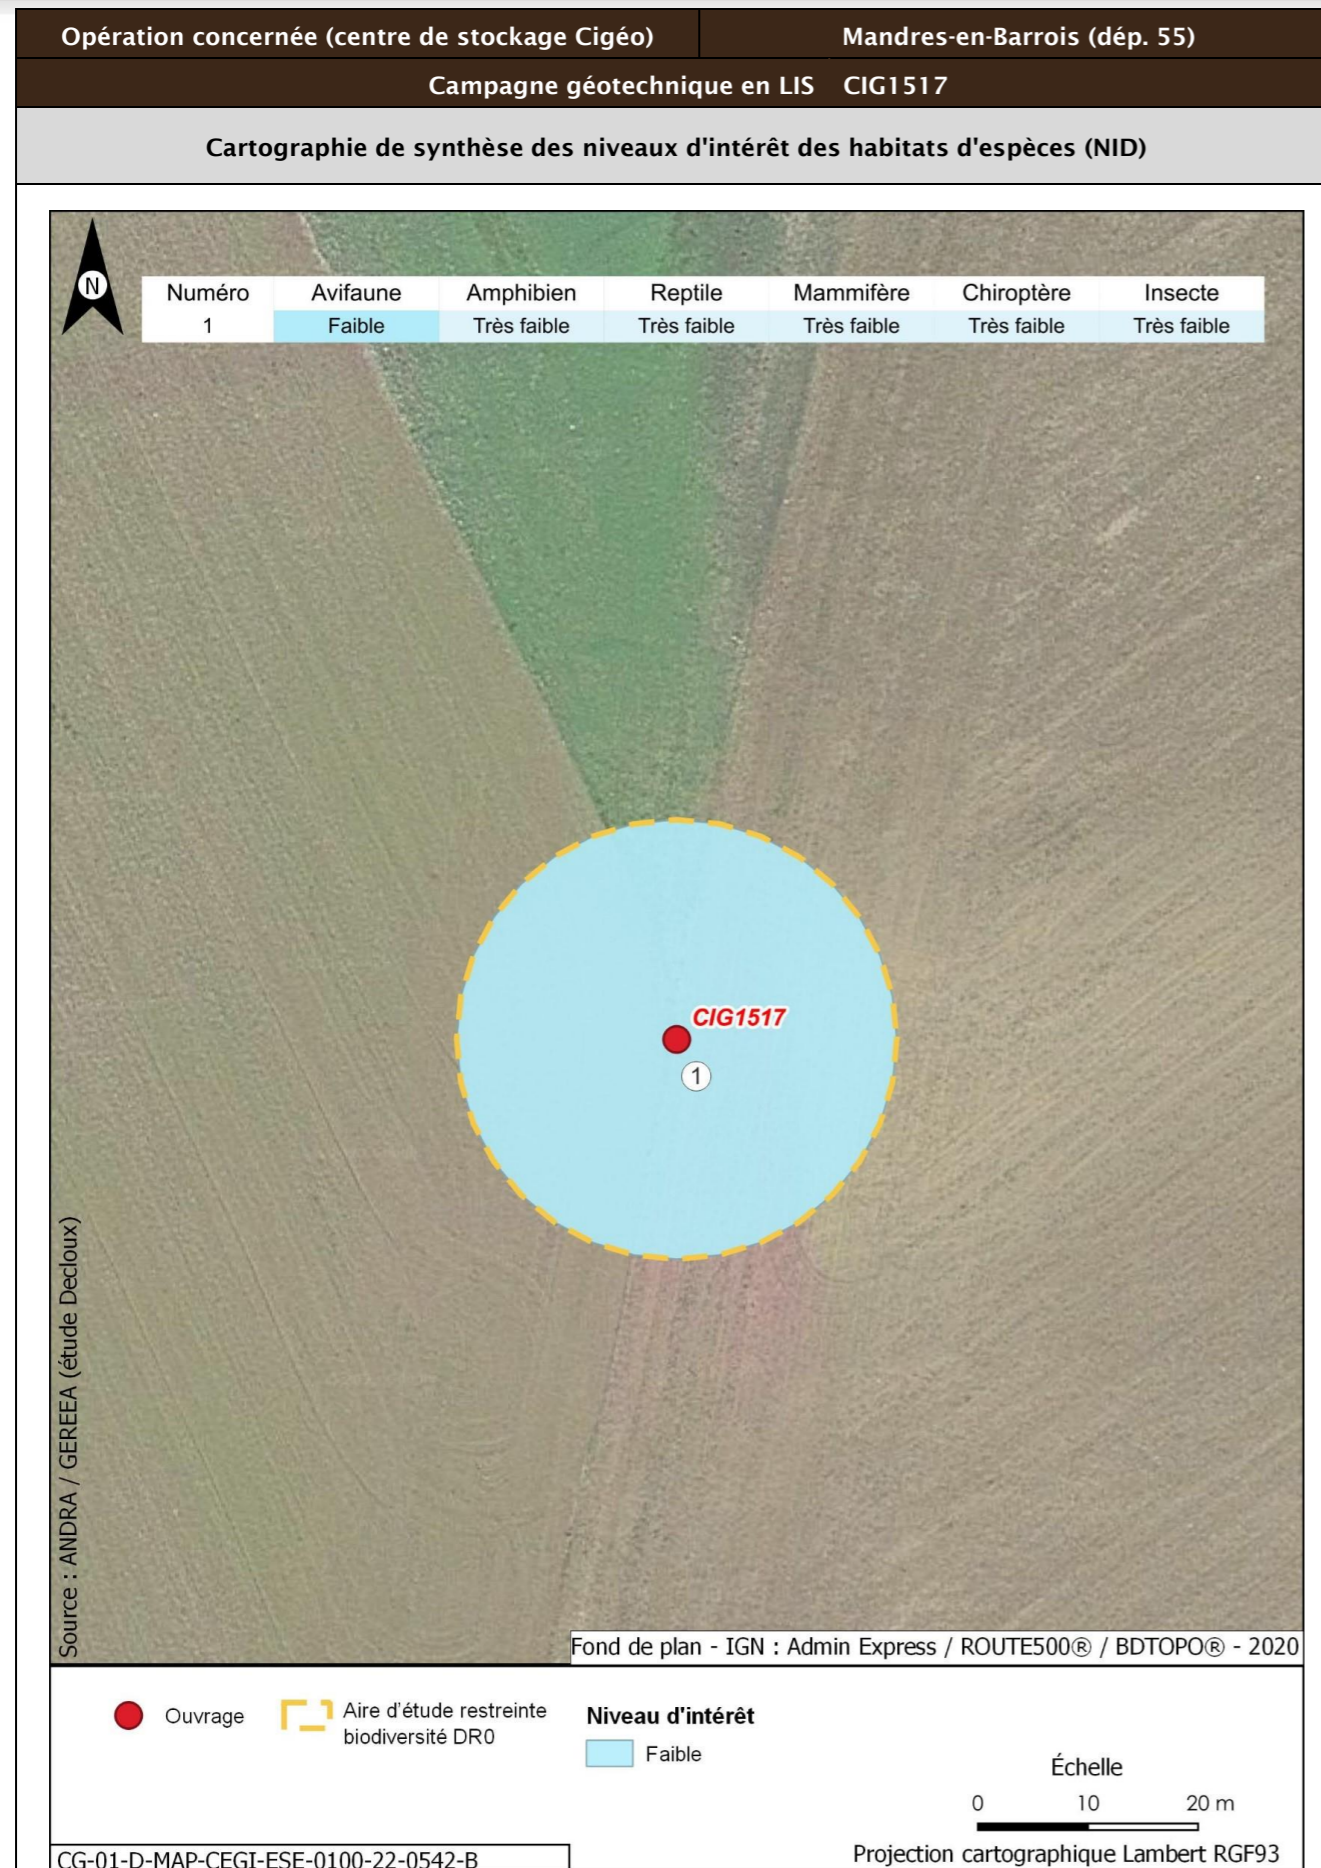 Opération concernée (centre de stockage Cigéo) Mandres-en-Barrois (dép. 55)
Campagne géotechnique en LIS CIG1517
Cartographie de synthèse des niveaux d'intérêt des habitats d'espèces (NID)
N
Numéro Avifaune Amphibien Reptile Mammifère Chiroptère Insecte
1 Faible Très faible Très faible Très faible Très faible Très faible
CIG1517
1
Source : ANDRA / GEREEA (étude Decloux)
Fond de plan - IGN : Admin Express / ROUTE500® / BDTOPO® - 2020
Ouvrage
Aire d'étude restreinte
biodiversité DR0
Niveau d'intérêt
Faible
Échelle
0 10 20 m
Projection cartographique Lambert RGF93
CG-01-D-MAP-CEGI-ESE-0100-22-0542-B